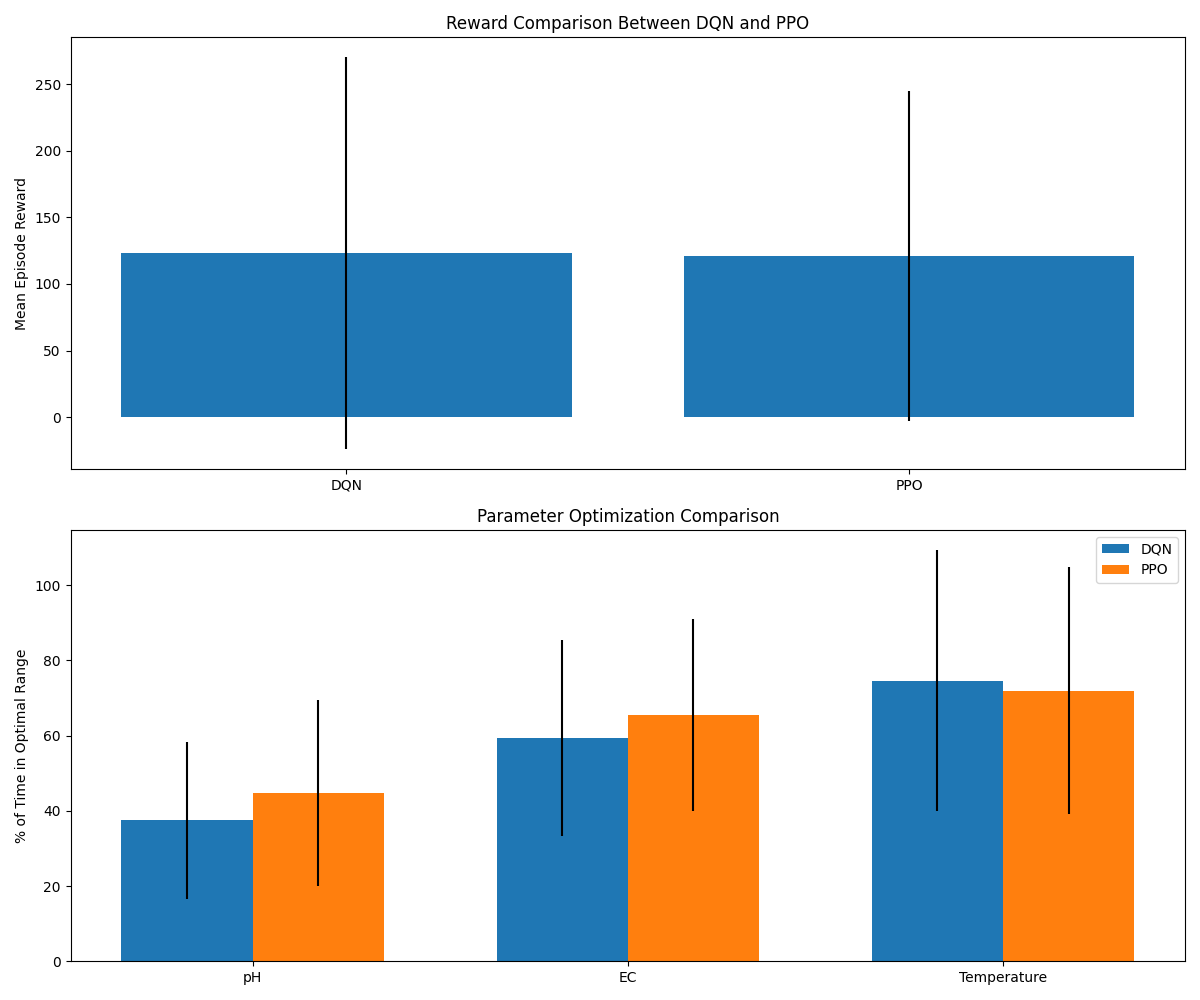 Reward Comparison Between DQN and PPO
Mean Episode Reward
250
200
150
100
50
0
DQN PPO
Parameter Optimization Comparison
% of Time in Optimal Range
100
80
60
40
20
0
DQN
PPO
pH EC Temperature